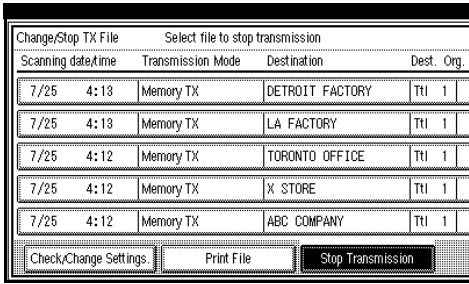 Change/Stop TX File Select file to stop transmission
Scanning date/time Transmission Mode Destination Dest. Org.
7/25 4:13 Memory TX DETROIT FACTORY Ttl 1
7/25 4:13 Memory TX LA FACTORY Ttl 1
7/25 4:12 Memory TX TORONTO OFFICE Ttl 1
7/25 4:12 Memory TX X STORE Ttl 1
7/25 4:12 Memory TX ABC COMPANY Ttl 1
Check/Change Settings. Print File Stop Transmission